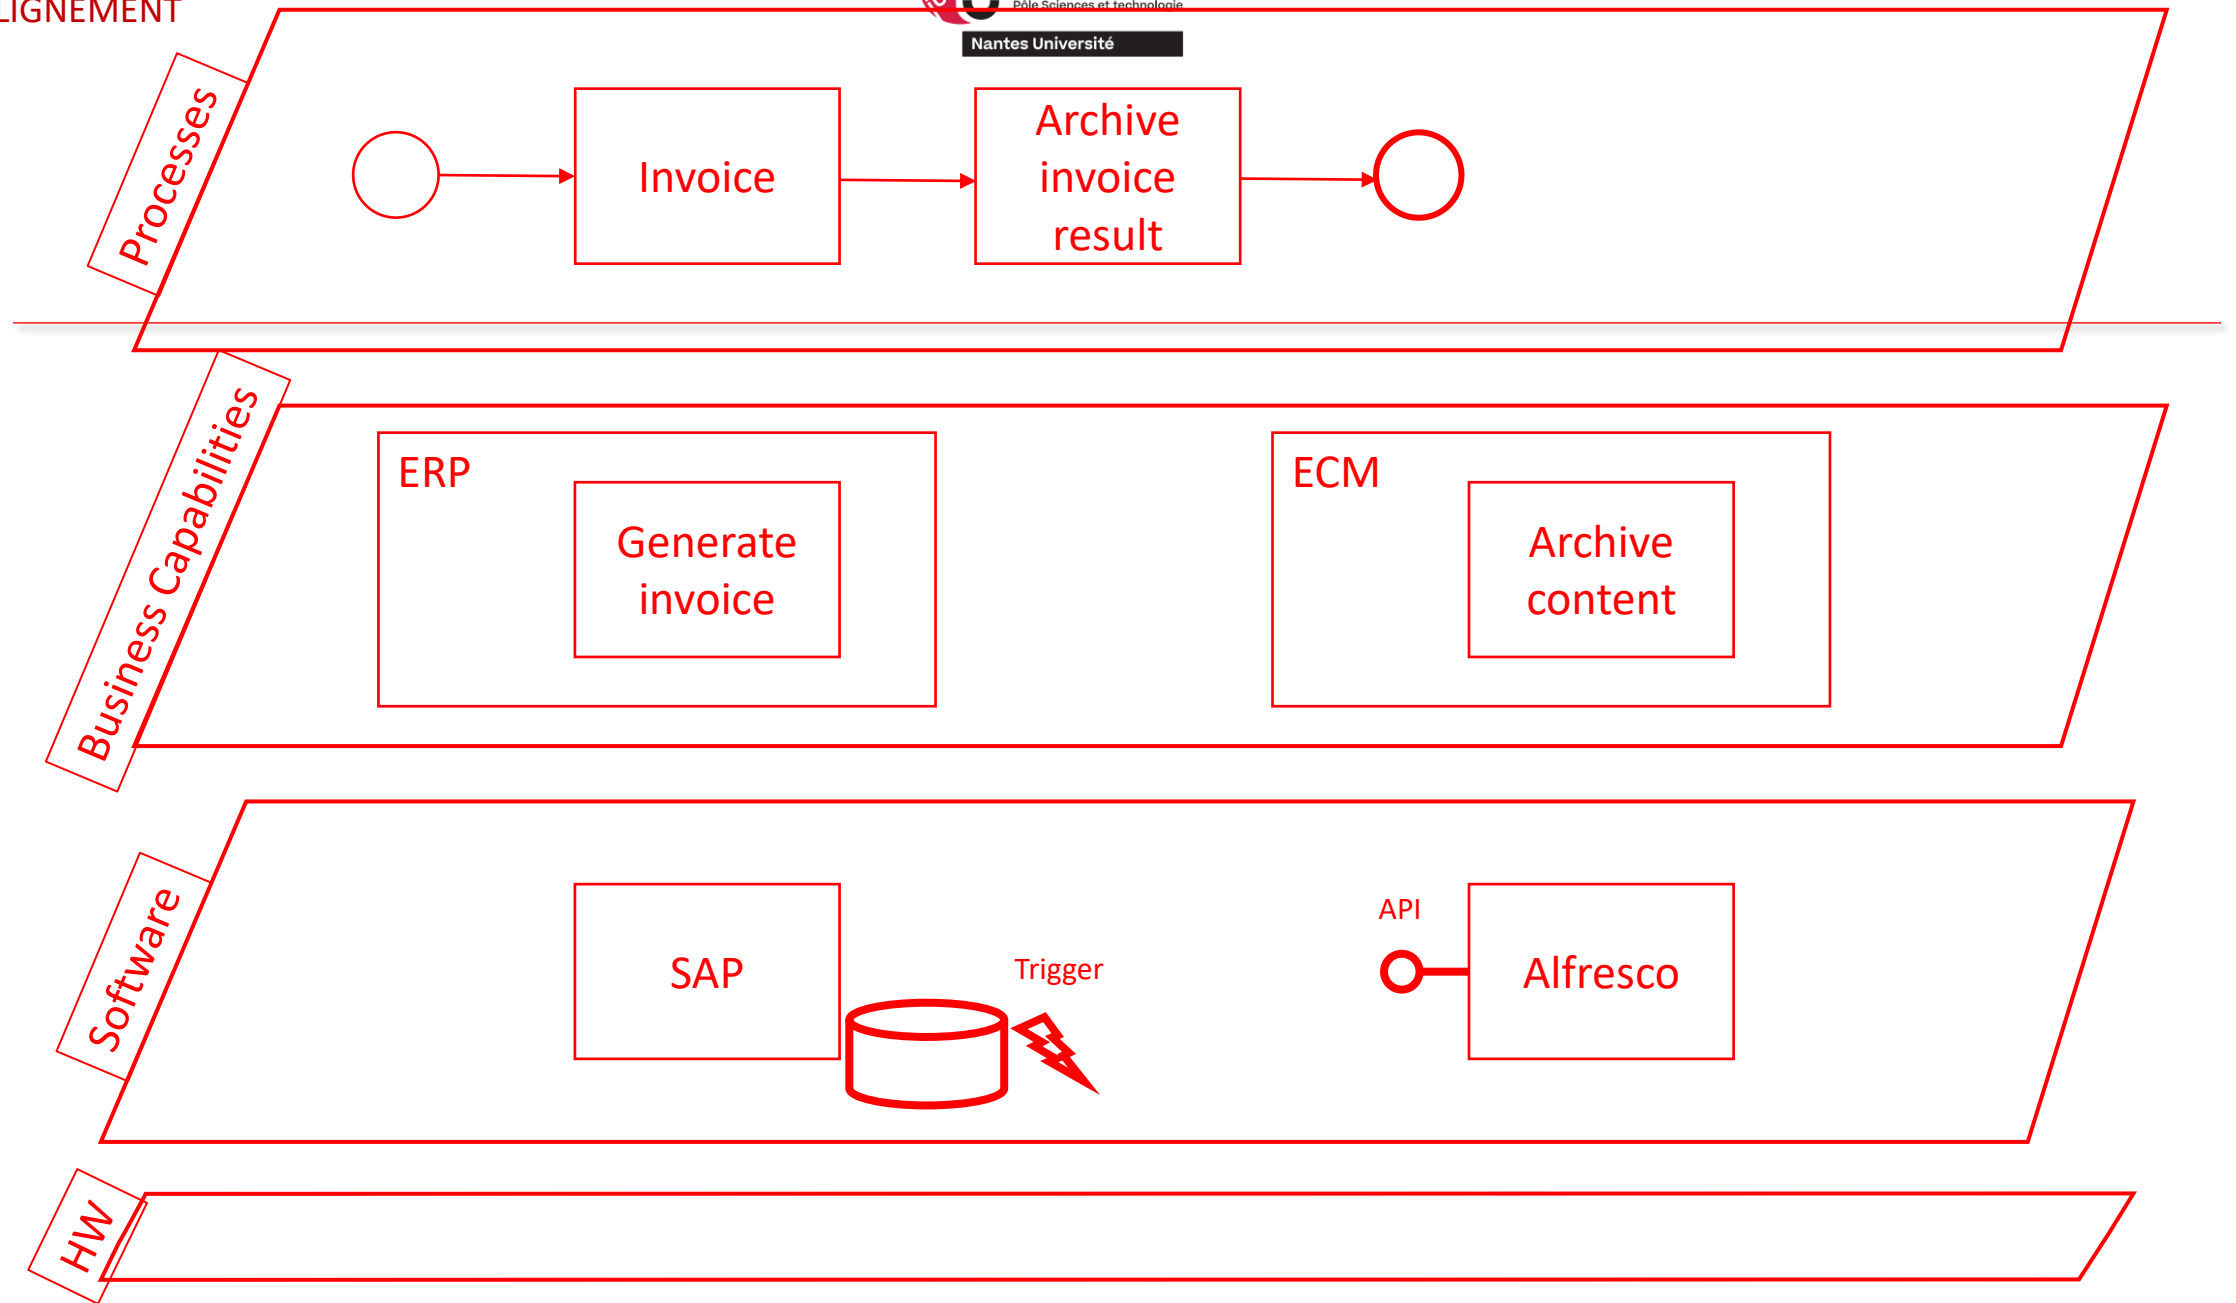 LIGNEMENT
Pôle Sciences et technologie
Nantes Université
Processes
Invoice
Archive
invoice
result
Business Capabilities
ERP
Generate
invoice
ECM
Archive
content
Software
SAP
Trigger
API
Alfresco
HW